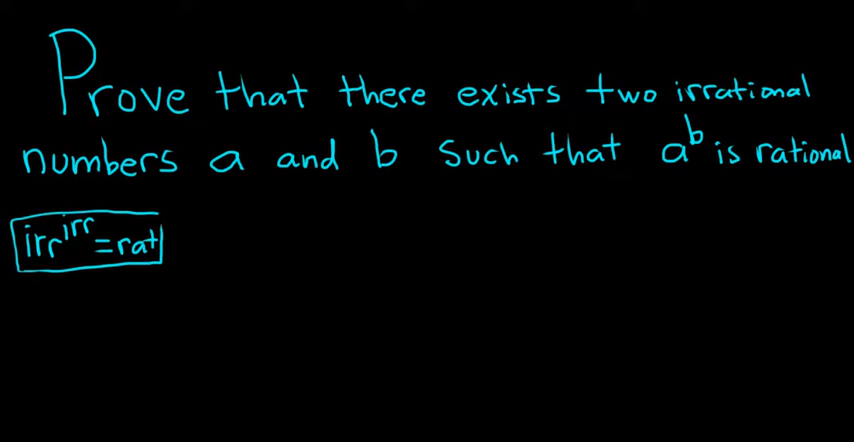 Prove that there exists two irrational
numbers a and b such that a^b is rational
irr^irr = rat